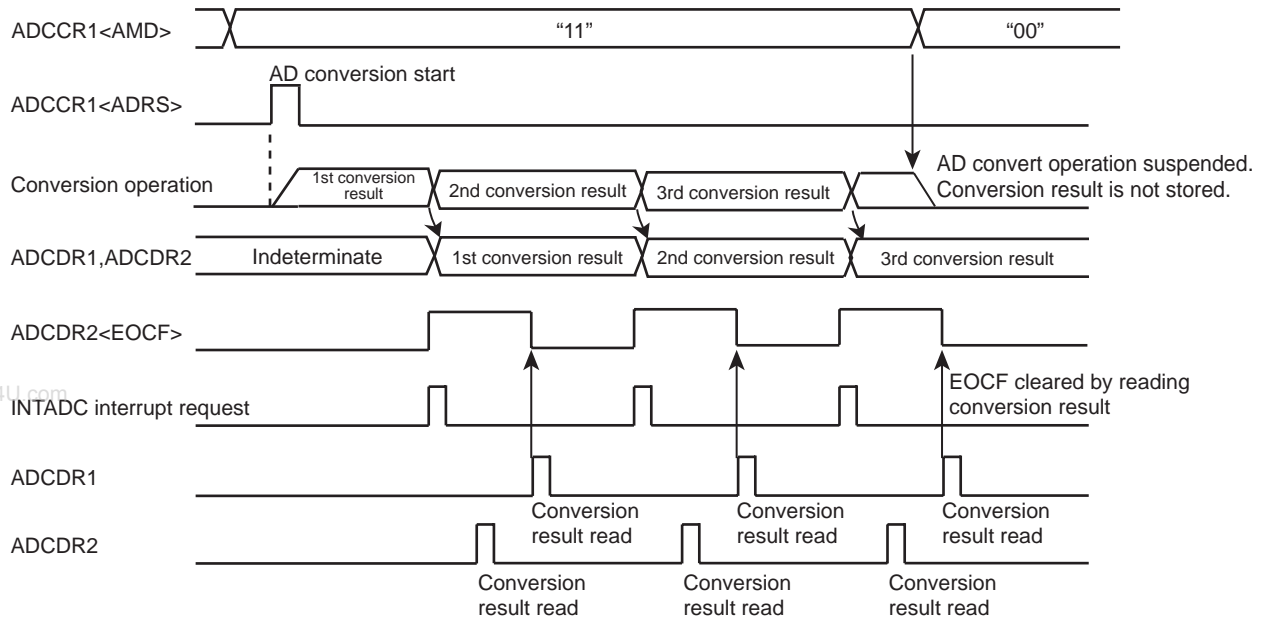 ADCCR1<AMD>
“11”
“00”
AD conversion start
ADCCR1<ADRS>
Conversion operation
1st conversion
result
2nd conversion result
3rd conversion result
AD convert operation suspended.
Conversion result is not stored.
ADCDR1,ADCDR2
Indeterminate
1st conversion result
2nd conversion result
3rd conversion result
ADCDR2<EOCF>
EOCF cleared by reading
conversion result
4U.com
INTADC interrupt request
ADCDR1
Conversion
result read
Conversion
result read
Conversion
result read
ADCDR2
Conversion
result read
Conversion
result read
Conversion
result read